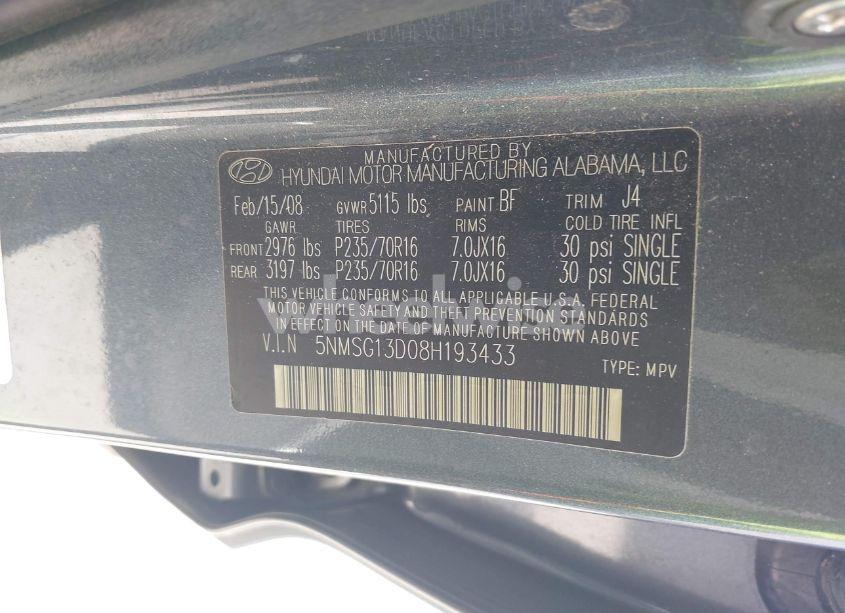 MANUFACTURED BY
HYUNDAI MOTOR MANUFACTURING ALABAMA, LLC
Feb/15/08 GVWR 5115 lbs PAINT BF TRIM J4
GAWR TIRES RIMS COLD TIRE INFL
FRONT 2976 lbs P235/70R16 7.0JX16 30 psi SINGLE
REAR 3197 lbs P235/70R16 7.0JX16 30 psi SINGLE
THIS VEHICLE CONFORMS TO ALL APPLICABLE U.S.A. FEDERAL
MOTOR VEHICLE SAFETY AND THEFT PREVENTION STANDARDS
IN EFFECT ON THE DATE OF MANUFACTURE SHOWN ABOVE
V.I.N 5NMSG13D08H193433
TYPE: MPV